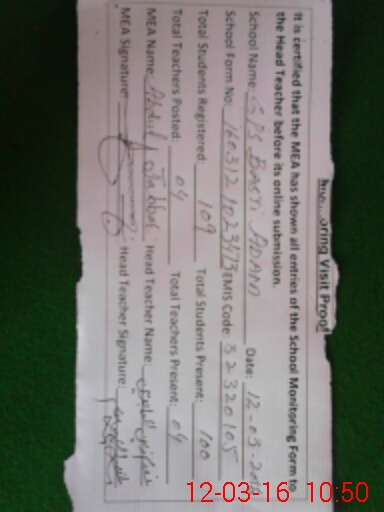 Monitoring Visit Proof
It is certified that the MEA has shown all entries of the School Monitoring Form to
the Head Teacher before its online submission.
School Name: GPS BASTI ADAM Date: 12-03-2016
School Form No: EMIS Code: 32320105
Total Students Registered: 109 Total Students Present: 100
Total Teachers Posted: 04 Total Teachers Present: 04
MEA Name: Abdul Jabbar Head Teacher Name:
MEA Signature: Head Teacher Signature:
12-03-16 10:50